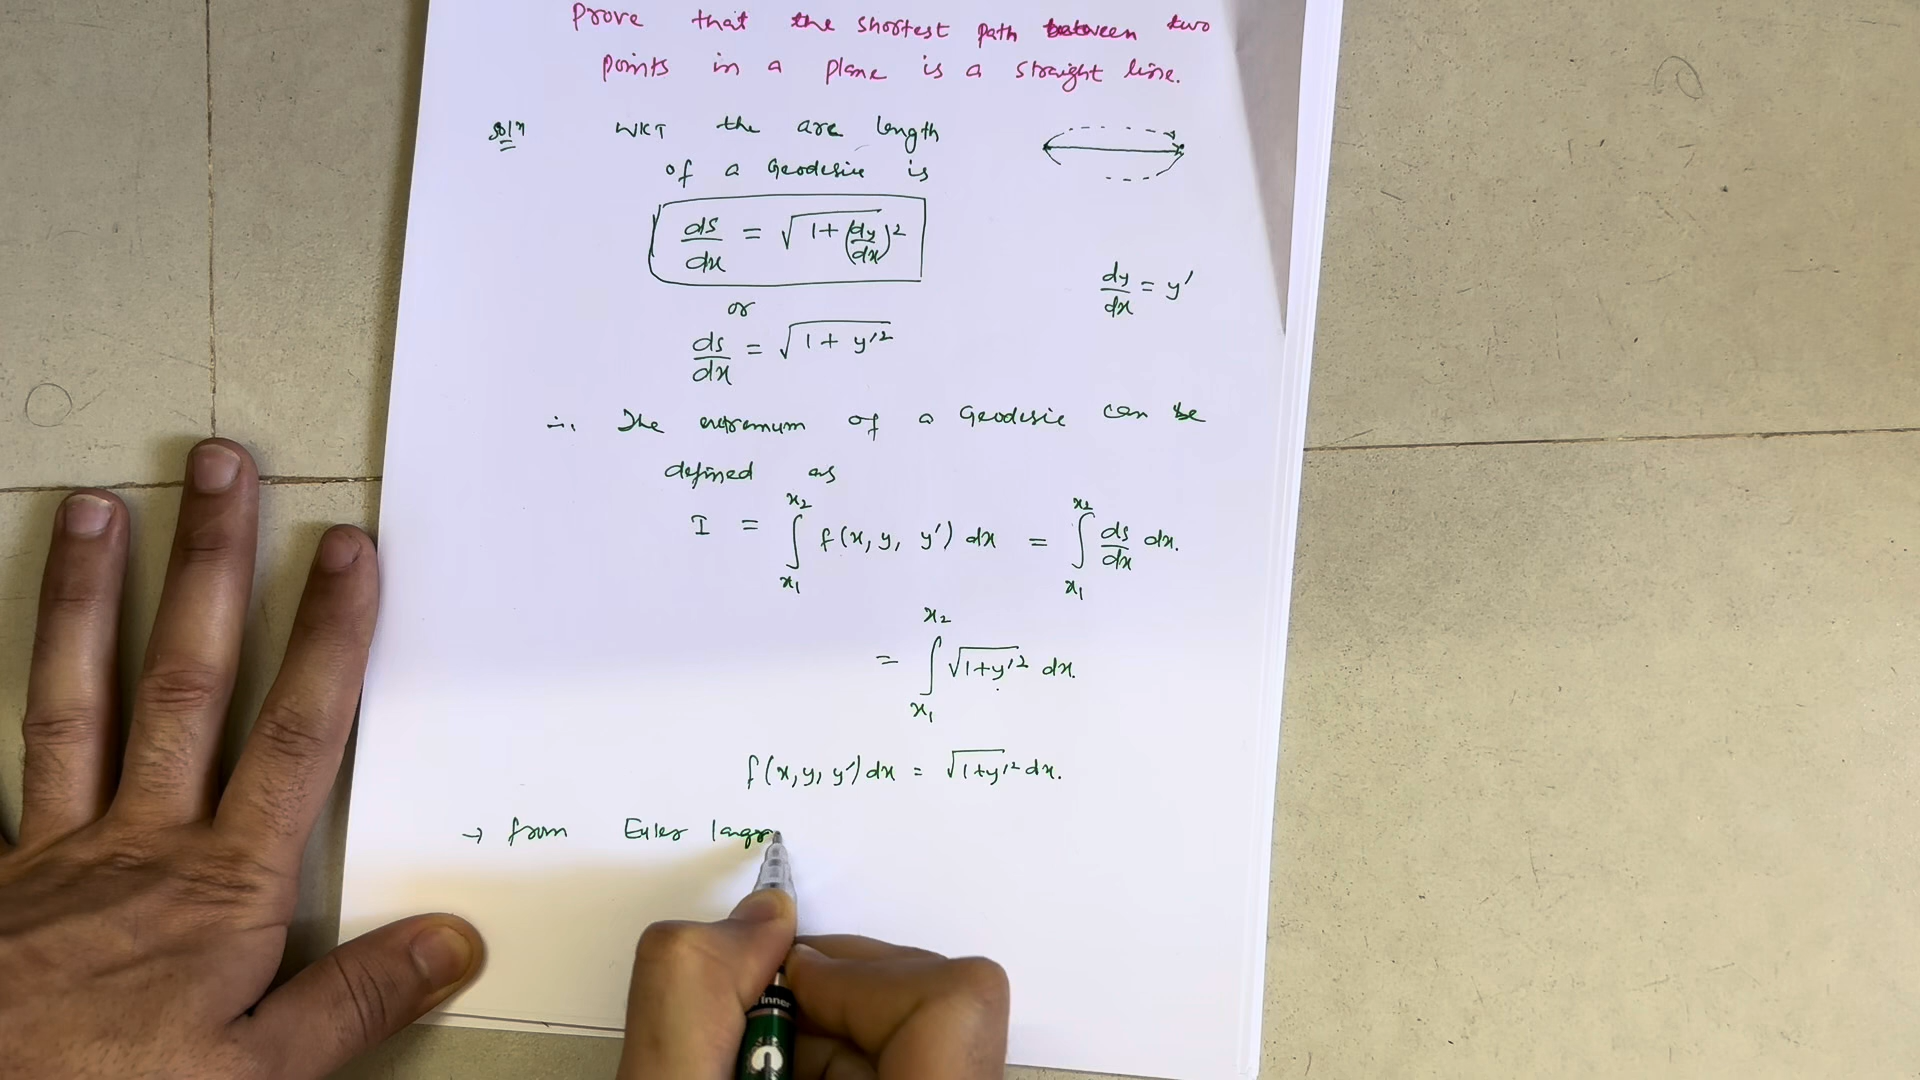 Prove that the shortest path between two
points in a plane is a straight line.
Soln WKT the arc length
of a Geodesic is
ds/dx = √(1+(dy/dx)²)
dy/dx = y'
or
ds/dx = √(1 + y'²)
∴ The extremum of a Geodesic can be
defined as
I = ∫_{x₁}^{x₂} f(x, y, y') dx = ∫_{x₁}^{x₂} ds/dx dx.
= ∫_{x₁}^{x₂} √(1+y'²) dx.
f(x, y, y') dx = √(1+y'²) dx.
→ from Euler lagra
inner